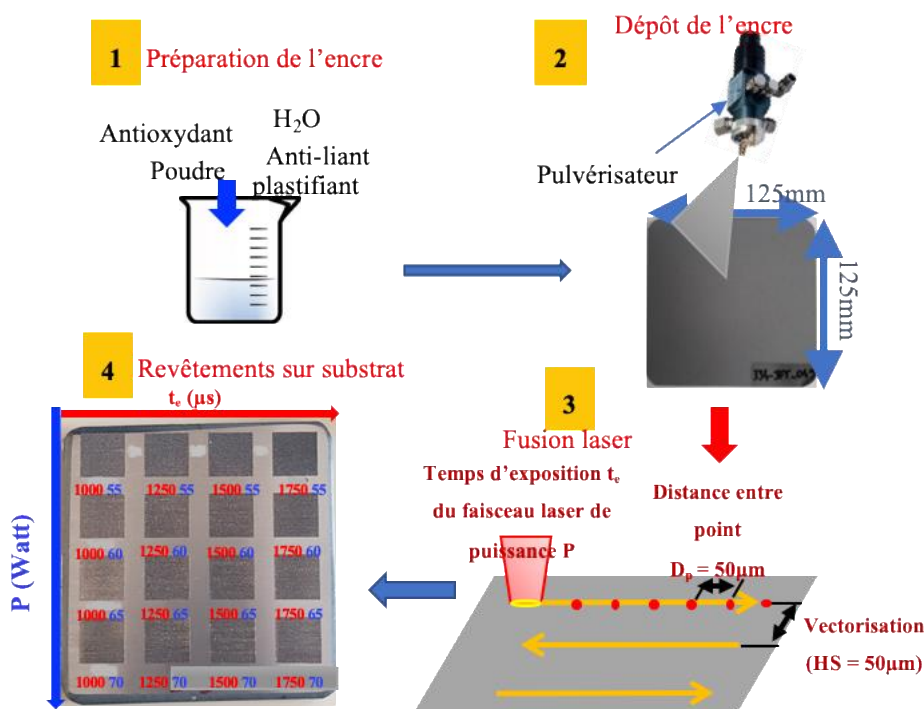 1 Préparation de l'encre
Antioxydant
Poudre
H₂O
Anti-liant
plastifiant
2
Dépôt de l'encre
Pulvérisateur
125mm
125mm
3
Fusion laser
Temps d'exposition tₑ
du faisceau laser de
puissance P
Distance entre
point
Dₚ = 50µm
Vectorisation
(HS = 50µm)
4 Revêtements sur substrat
tₑ (µs)
P (Watt)
1000 55 1250 55 1500 55 1750 55
1000 60 1250 60 1500 60 1750 60
1000 65 1250 65 1500 65 1750 65
1000 70 1250 70 1500 70 1750 70